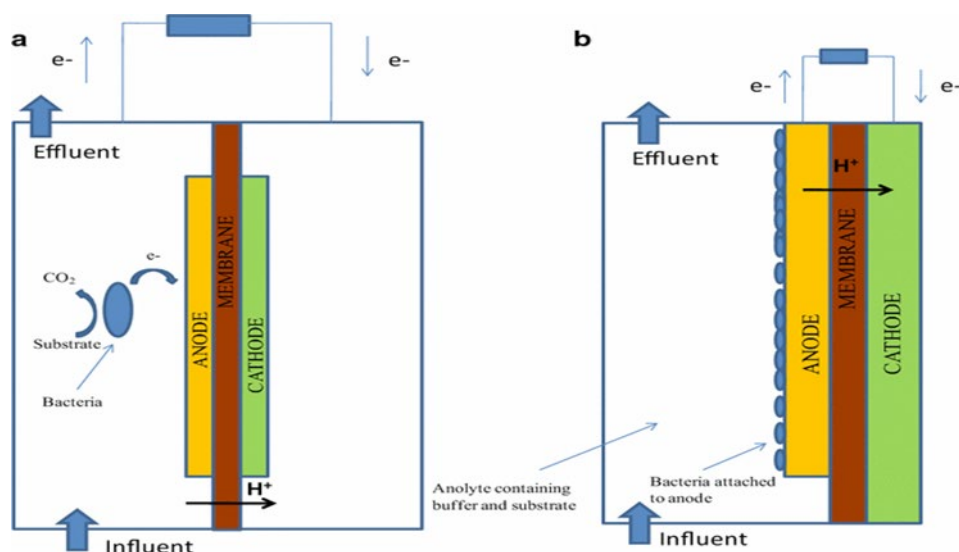 a
e-
e-
Effluent
CO2
e-
Substrate
Bacteria
ANODE
MEMBRANE
CATHODE
H+
Influent
b
e-
e-
Effluent
H+
ANODE
MEMBRANE
CATHODE
Anolyte containing
buffer and substrate
Bacteria attached
to anode
Influent